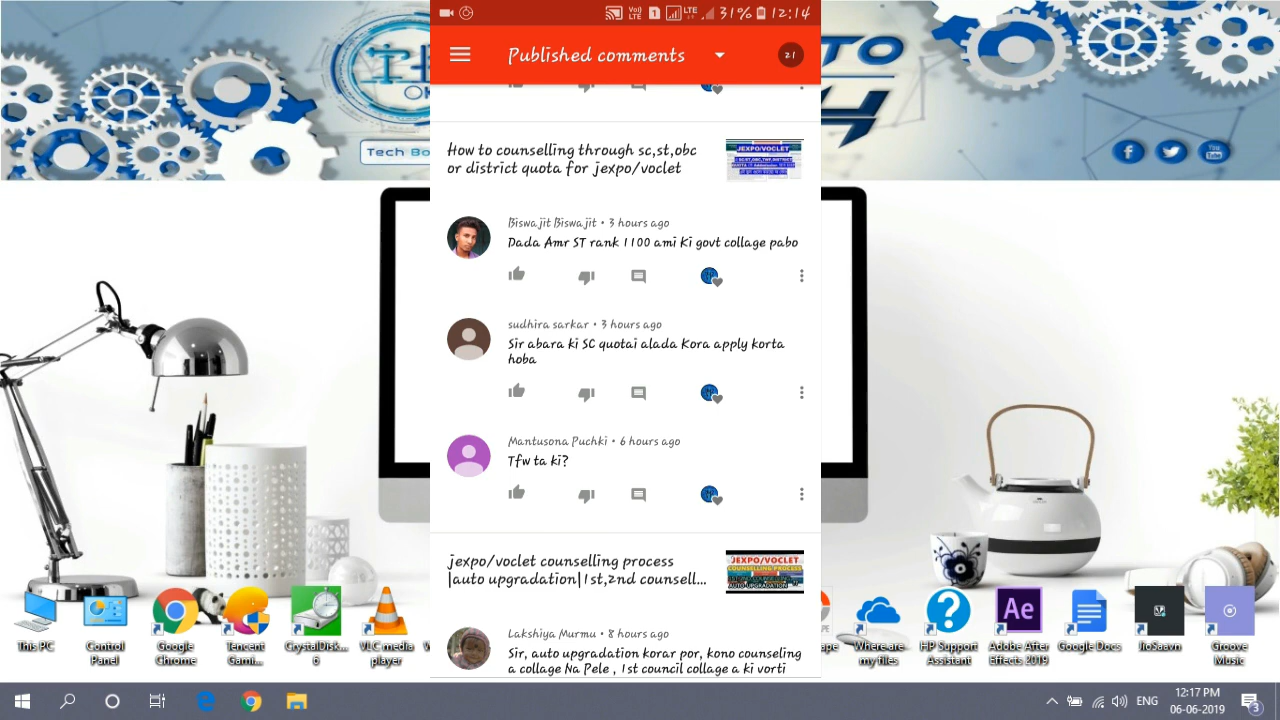 31% 12:14
Published comments
21
How to counselling through sc,st,obc
or district quota for jexpo/voclet
JEXPO/VOCLET
Biswajit Biswajit • 3 hours ago
Dada Amr ST rank 1100 ami Ki govt collage pabo
sudhira sarkar • 3 hours ago
Sir abara ki SC quotai alada Kora apply korta
hoba
Mantusona Puchki • 6 hours ago
Tfw ta ki?
jexpo/voclet counselling process
|auto upgradation|1st,2nd counsell...
JEXPO/VOCLET
COUNSELLING PROCESS
AUTO-UPGRADATION
Lakshiya Murmu • 8 hours ago
Sir, auto upgradation korar por, kono counseling
a collage Na Pele , 1st council collage a ki vorti
Tech Bo
This PC
Control
Panel
Google
Chrome
Tencent
Gami...
CrystalDisk...
6
VLC media
player
ape
Where are
my files
HP Support
Assistant
Adobe After
Effects 2019
Google Docs
JioSaavn
Groove
Music
ENG
12:17 PM
06-06-2019
3